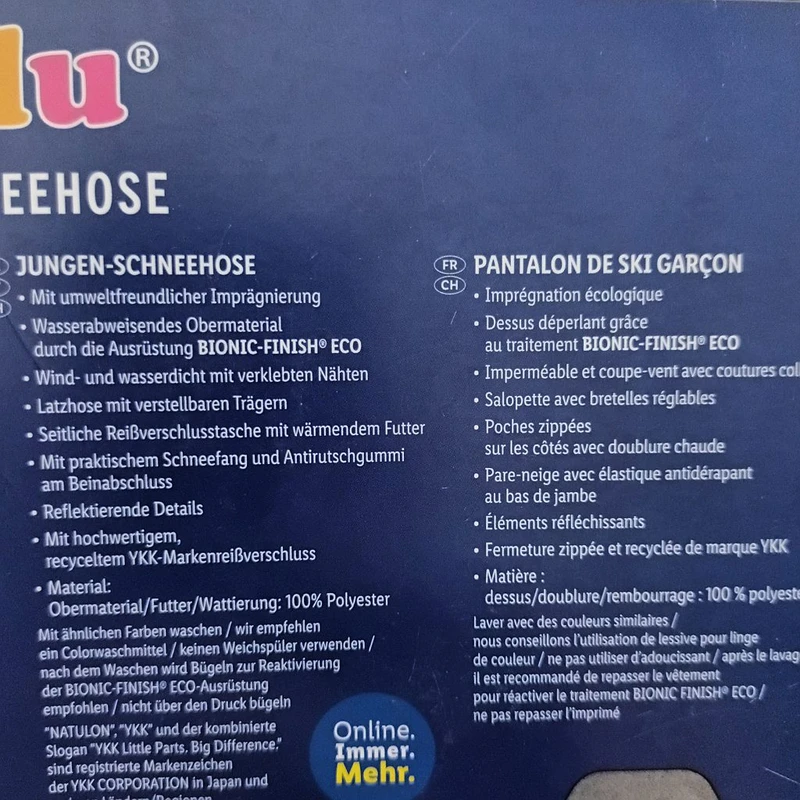 lu®
EEHOSE
JUNGEN-SCHNEEHOSE
• Mit umweltfreundlicher Imprägnierung
• Wasserabweisendes Obermaterial
durch die Ausrüstung BIONIC-FINISH® ECO
• Wind- und wasserdicht mit verklebten Nähten
• Latzhose mit verstellbaren Trägern
• Seitliche Reißverschlusstasche mit wärmendem Futter
• Mit praktischem Schneefang und Antirutschgummi
am Beinabschluss
• Reflektierende Details
• Mit hochwertigem,
recyceltem YKK-Markenreißverschluss
• Material:
Obermaterial/Futter/Wattierung: 100% Polyester
Mit ähnlichen Farben waschen / wir empfehlen
ein Colorwaschmittel / keinen Weichspüler verwenden /
nach dem Waschen wird Bügeln zur Reaktivierung
der BIONIC-FINISH® ECO-Ausrüstung
empfohlen / nicht über den Druck bügeln
"NATULON", "YKK" und der kombinierte
Slogan "YKK Little Parts. Big Difference."
sind registrierte Markenzeichen
der YKK CORPORATION in Japan und
FR
CH
PANTALON DE SKI GARÇON
• Imprégnation écologique
• Dessus déperlant grâce
au traitement BIONIC-FINISH® ECO
• Imperméable et coupe-vent avec coutures coll
• Salopette avec bretelles réglables
• Poches zippées
sur les côtés avec doublure chaude
• Pare-neige avec élastique antidérapant
au bas de jambe
• Éléments réfléchissants
• Fermeture zippée et recyclée de marque YKK
• Matière :
dessus/doublure/rembourrage : 100 % polyeste
Laver avec des couleurs similaires /
nous conseillons l'utilisation de lessive pour linge
de couleur / ne pas utiliser d'adoucissant / après le lavag
il est recommandé de repasser le vêtement
pour réactiver le traitement BIONIC FINISH® ECO /
ne pas repasser l'imprimé
Online.
Immer.
Mehr.